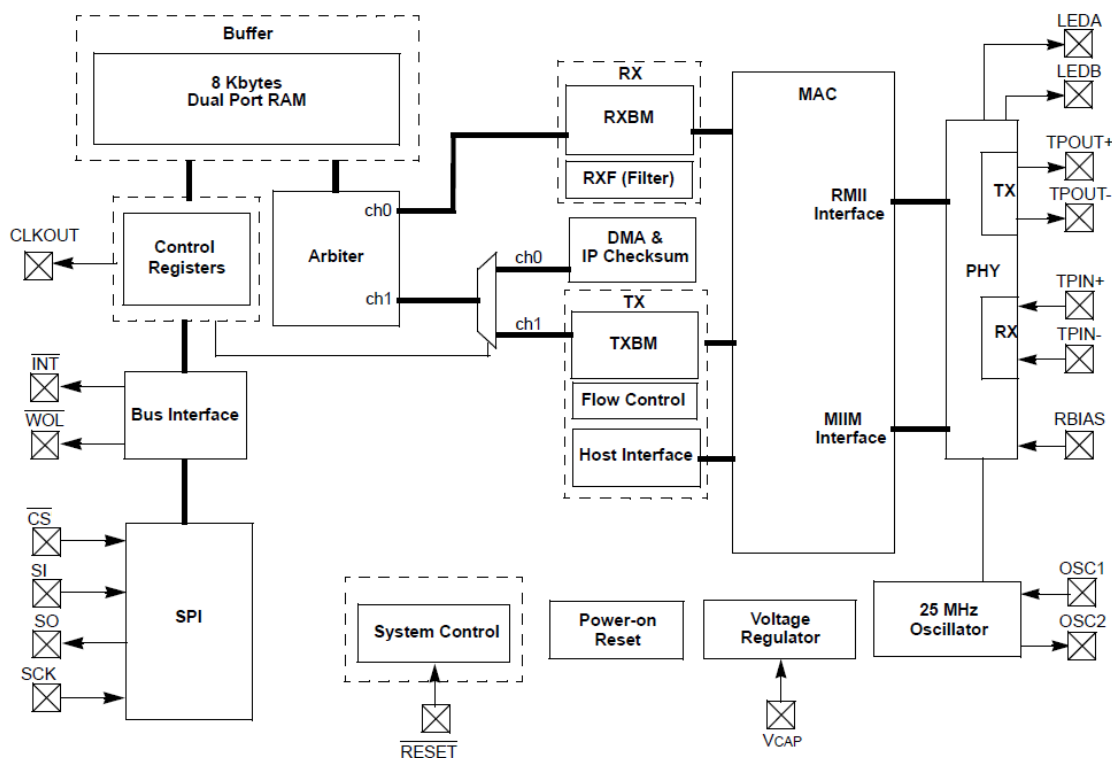 Buffer
8 Kbytes
Dual Port RAM
RX
RXBM
RXF (Filter)
MAC
LEDA
LEDB
TPOUT+
TX
TPOUT-
RMII
Interface
ch0
CLKOUT
Control
Registers
Arbiter
ch1
ch0
DMA &
IP Checksum
PHY
TPIN+
RX
TPIN-
TX
ch1
TXBM
Flow Control
Host Interface
MIIM
Interface
RBIAS
INT
WOL
Bus Interface
CS
SI
SO
SCK
SPI
System Control
RESET
Power-on
Reset
Voltage
Regulator
VCAP
25 MHz
Oscillator
OSC1
OSC2